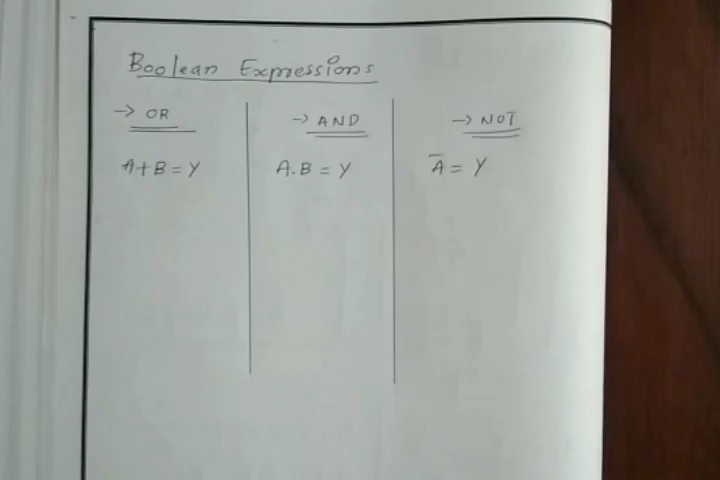 Boolean Expressions
→ OR
A+B = Y
→ AND
A.B = Y
→ NOT
A̅ = Y